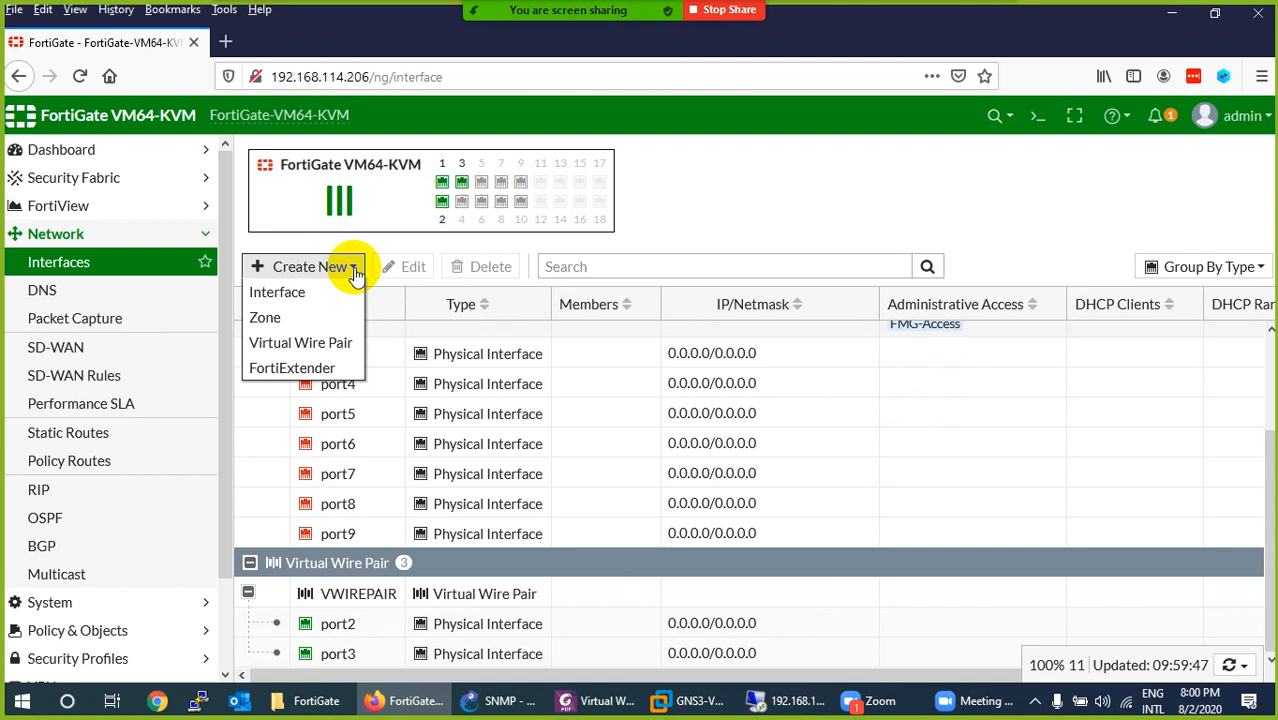 File Edit View History Bookmarks Tools Help
You are screen sharing
Stop Share
FortiGate - FortiGate-VM64-KVM
192.168.114.206/ng/interface
FortiGate VM64-KVM
FortiGate-VM64-KVM
1
admin
Dashboard
Security Fabric
FortiView
Network
Interfaces
DNS
Packet Capture
SD-WAN
SD-WAN Rules
Performance SLA
Static Routes
Policy Routes
RIP
OSPF
BGP
Multicast
System
Policy & Objects
Security Profiles
FortiGate VM64-KVM
1 3 5 7 9 11 13 15 17
2 4 6 8 10 12 14 16 18
Create New
Edit
Delete
Search
Group By Type
Interface
Zone
Virtual Wire Pair
FortiExtender
Type Members IP/Netmask Administrative Access DHCP Clients DHCP Ran
FMG-Access
Physical Interface 0.0.0.0/0.0.0.0
port4 Physical Interface 0.0.0.0/0.0.0.0
port5 Physical Interface 0.0.0.0/0.0.0.0
port6 Physical Interface 0.0.0.0/0.0.0.0
port7 Physical Interface 0.0.0.0/0.0.0.0
port8 Physical Interface 0.0.0.0/0.0.0.0
port9 Physical Interface 0.0.0.0/0.0.0.0
Virtual Wire Pair 3
VWIREPAIR Virtual Wire Pair
port2 Physical Interface 0.0.0.0/0.0.0.0
port3 Physical Interface 0.0.0.0/0.0.0.0
100% 11 Updated: 09:59:47
FortiGate
FortiGate...
SNMP - ...
Virtual W...
GNS3-V...
192.168.1...
Zoom
1
Meeting ...
ENG
INTL
8:00 PM
8/2/2020